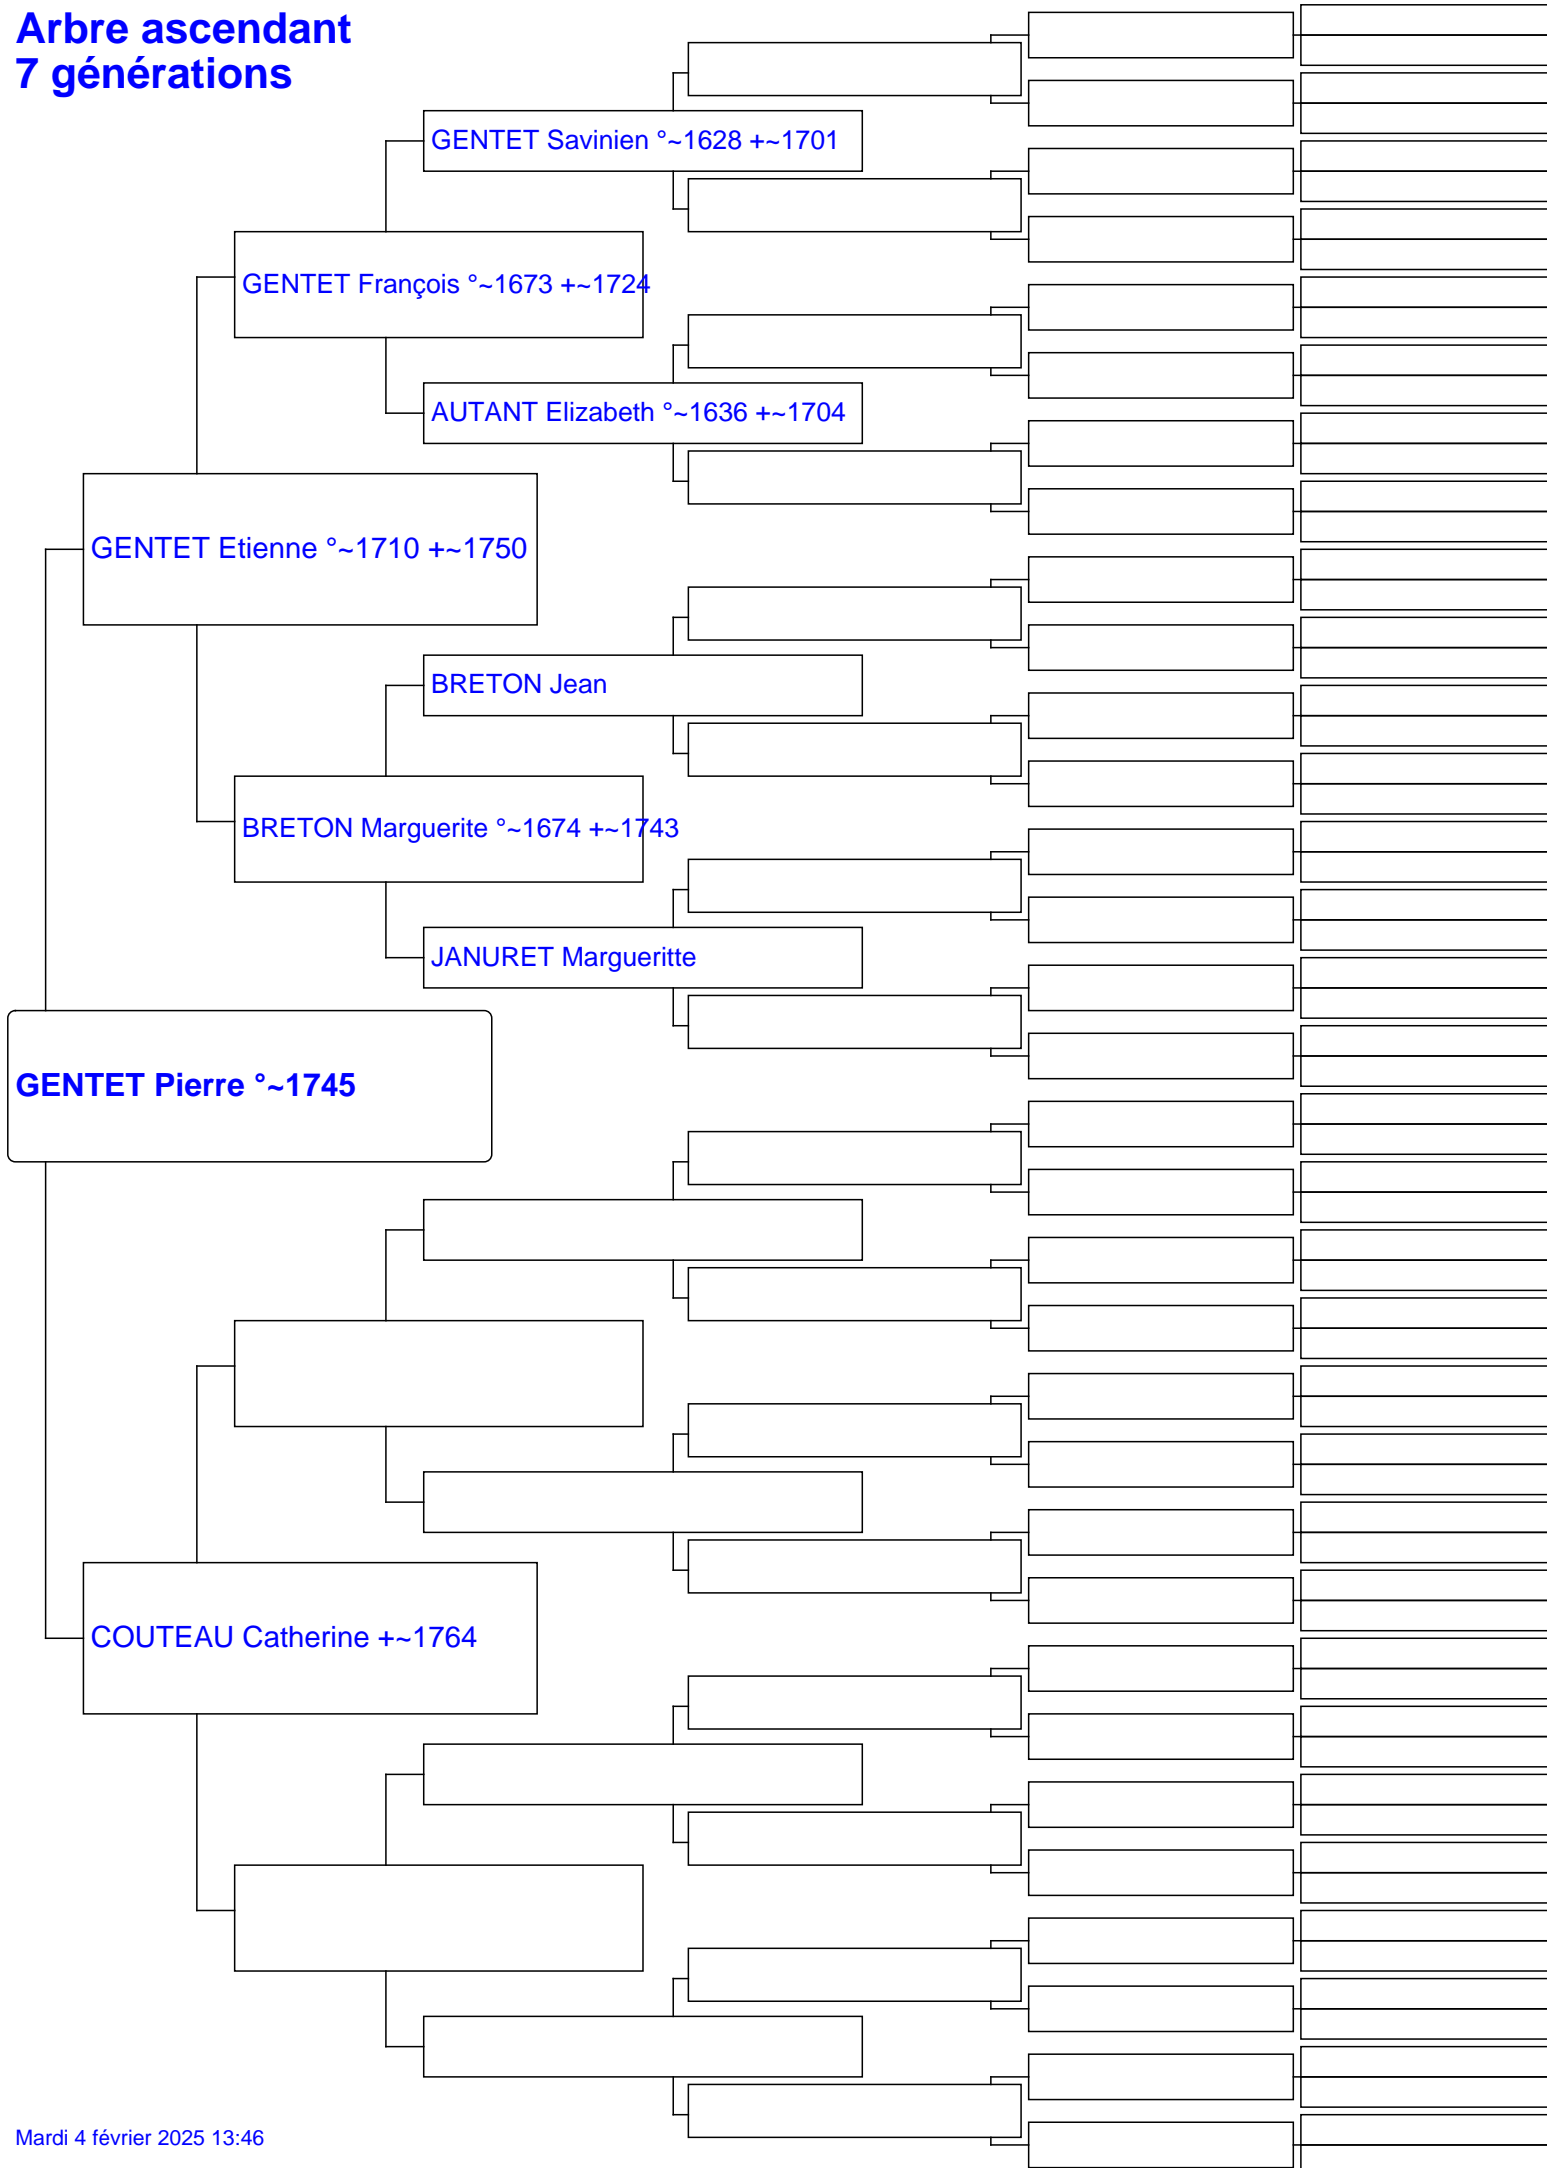 Arbre ascendant
7 générations
GENTET Savinien °~1628 +~1701
GENTET François °~1673 +~1724
AUTANT Elizabeth °~1636 +~1704
GENTET Etienne °~1710 +~1750
BRETON Jean
BRETON Marguerite °~1674 +~1743
JANURET Margueritte
GENTET Pierre °~1745
COUTEAU Catherine +~1764
Mardi 4 février 2025 13:46